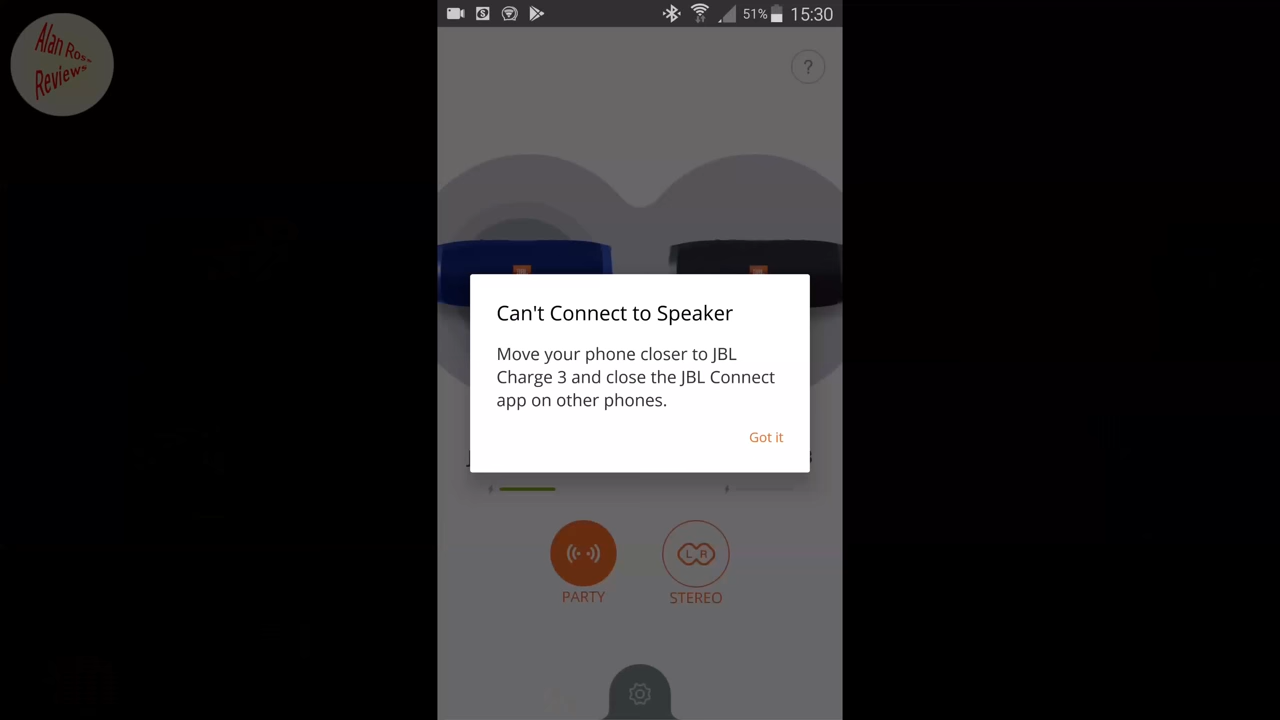 Alan Ross
Reviews
51%
15:30
?
Can't Connect to Speaker
Move your phone closer to JBL
Charge 3 and close the JBL Connect
app on other phones.
Got it
L R
PARTY
STEREO